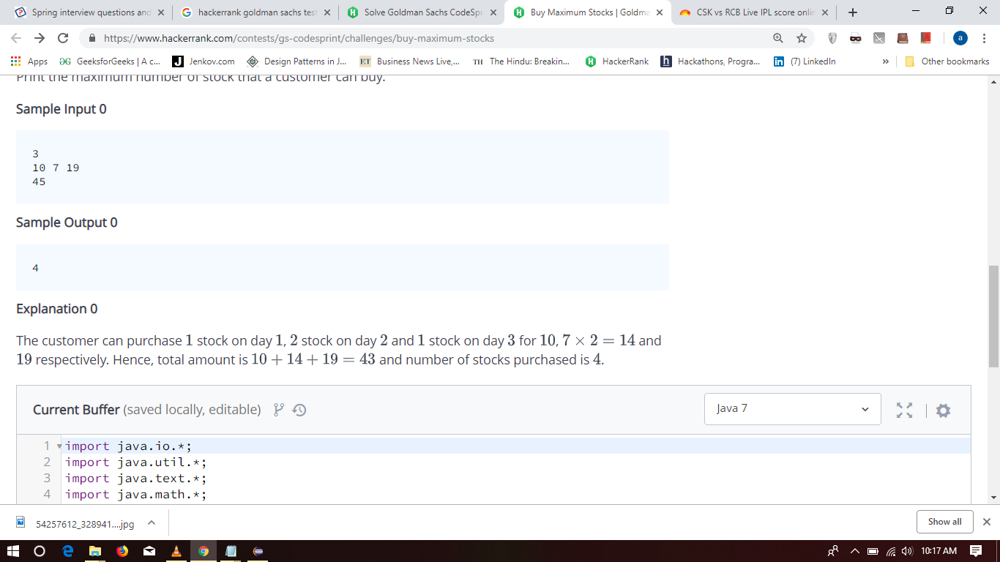 Spring interview questions and
hackerrank goldman sachs test
Solve Goldman Sachs CodeSpr
Buy Maximum Stocks | Goldma
CSK vs RCB Live IPL score onlin
https://www.hackerrank.com/contests/gs-codesprint/challenges/buy-maximum-stocks
a
Apps
GeeksforGeeks | A c...
Jenkov.com
Design Patterns in J...
ET Business News Live,...
TH The Hindu: Breakin...
HackerRank
Hackathons, Progra...
(7) LinkedIn
»
Other bookmarks
Print the maximum number of stock that a customer can buy.
Sample Input 0
3
10 7 19
45
Sample Output 0
4
Explanation 0
The customer can purchase 1 stock on day 1, 2 stock on day 2 and 1 stock on day 3 for 10, 7 × 2 = 14 and
19 respectively. Hence, total amount is 10 + 14 + 19 = 43 and number of stocks purchased is 4.
Current Buffer (saved locally, editable)
Java 7
1 import java.io.*;
2 import java.util.*;
3 import java.text.*;
4 import java.math.*;
54257612_328941....jpg
Show all
10:17 AM